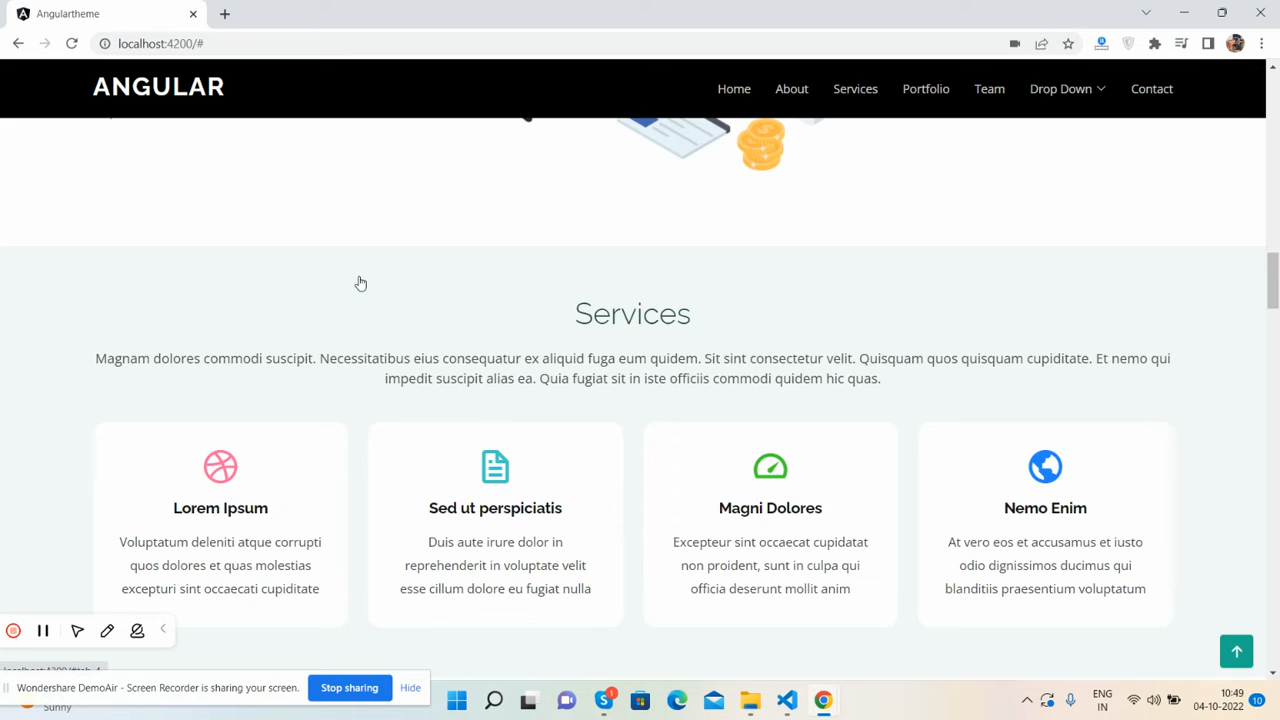 Angulartheme
localhost:4200/#
ANGULAR
Home About Services Portfolio Team Drop Down Contact
Services
Magnam dolores commodi suscipit. Necessitatibus eius consequatur ex aliquid fuga eum quidem. Sit sint consectetur velit. Quisquam quos quisquam cupiditate. Et nemo qui
impedit suscipit alias ea. Quia fugiat sit in iste officiis commodi quidem hic quas.
Lorem Ipsum
Voluptatum deleniti atque corrupti
quos dolores et quas molestias
excepturi sint occaecati cupiditate
Sed ut perspiciatis
Duis aute irure dolor in
reprehenderit in voluptate velit
esse cillum dolore eu fugiat nulla
Magni Dolores
Excepteur sint occaecat cupidatat
non proident, sunt in culpa qui
officia deserunt mollit anim
Nemo Enim
At vero eos et accusamus et iusto
odio dignissimos ducimus qui
blanditiis praesentium voluptatum
Wondershare DemoAir - Screen Recorder is sharing your screen. Stop sharing Hide
Sunny
1
ENG
IN
10:49
04-10-2022
10